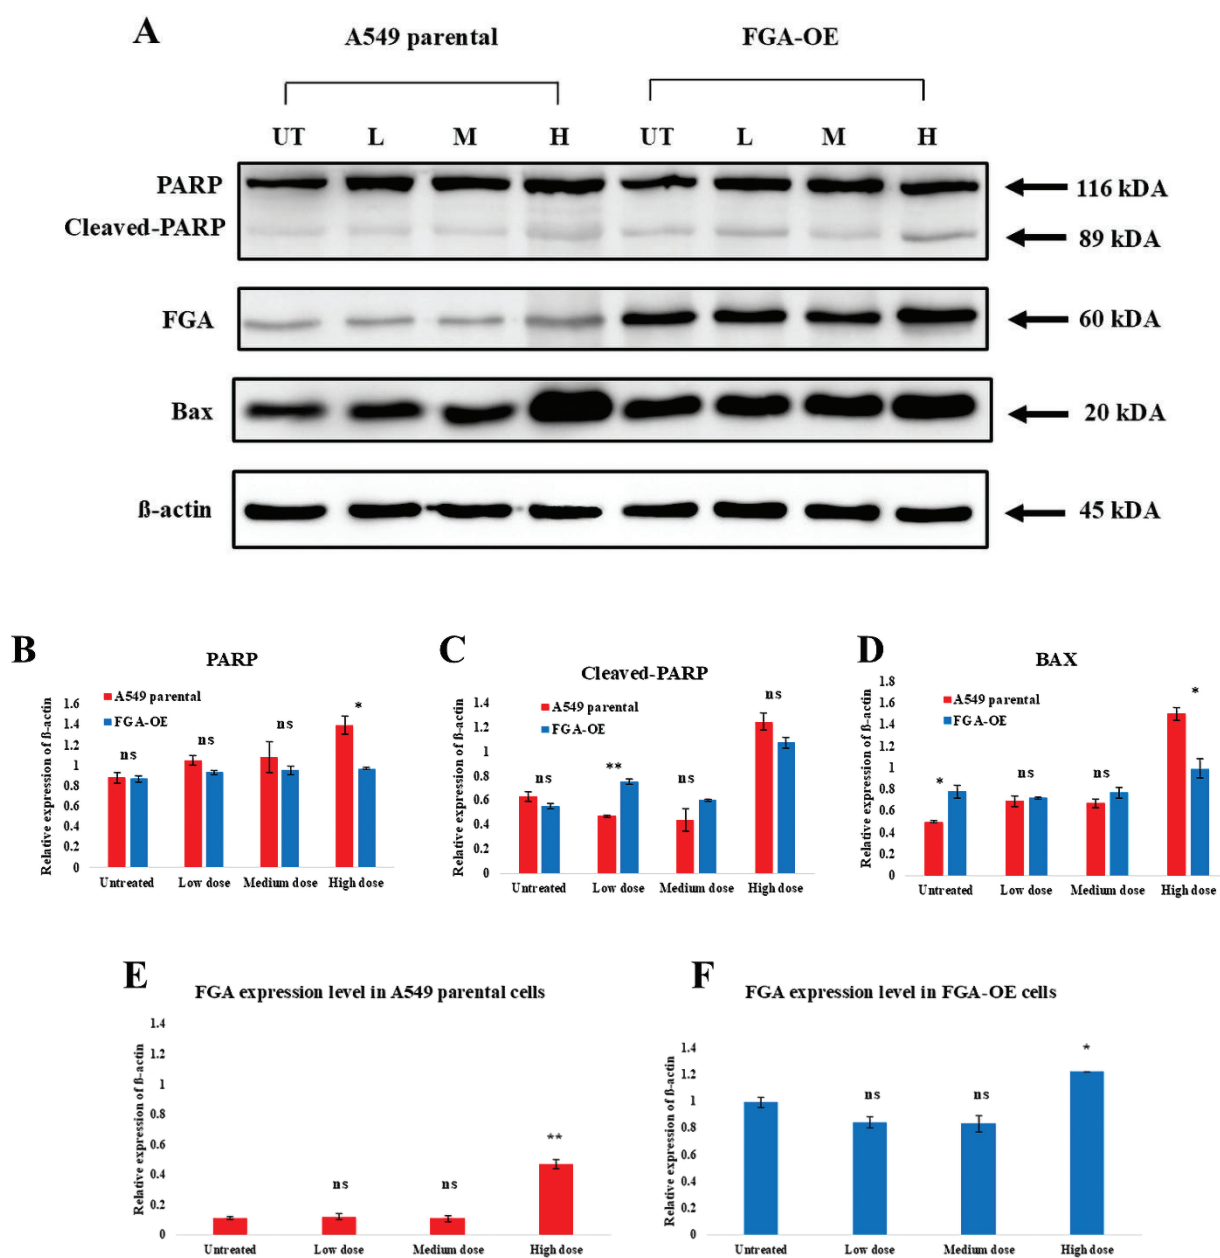 A
A549 parental FGA-OE
UT L M H UT L M H
PARP 116 kDA
Cleaved-PARP 89 kDA
FGA 60 kDA
Bax 20 kDA
ß-actin 45 kDA
B
PARP
Relative expression of ß-actin
A549 parental
FGA-OE
1.6
1.4
1.2
1
0.8
0.6
0.4
0.2
0
ns ns ns *
Untreated Low dose Medium dose High dose
C
Cleaved-PARP
Relative expression of ß-actin
A549 parental
FGA-OE
1.4
1.2
1
0.8
0.6
0.4
0.2
0
ns ** ns ns
Untreated Low dose Medium dose High dose
D
BAX
Relative expression of ß-actin
A549 parental
FGA-OE
1.8
1.6
1.4
1.2
1
0.8
0.6
0.4
0.2
0
* ns ns *
Untreated Low dose Medium dose High dose
E
FGA expression level in A549 parental cells
Relative expression of ß-actin
1.4
1.2
1
0.8
0.6
0.4
0.2
0
ns ns **
Untreated Low dose Medium dose High dose
F
FGA expression level in FGA-OE cells
Relative expression of ß-actin
1.4
1.2
1
0.8
0.6
0.4
0.2
0
ns ns *
Untreated Low dose Medium dose High dose